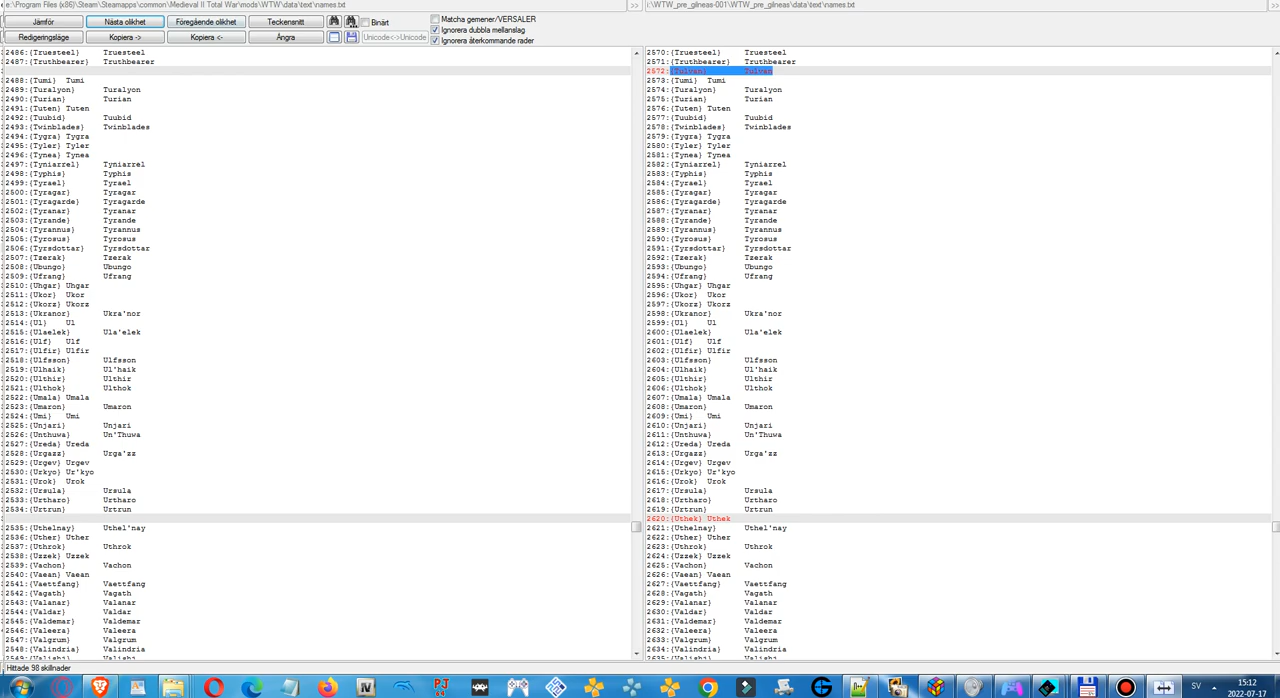 e:\Program Files (x86)\Steam\Steamapps\common\Medieval II Total War\mods\WTW\data\text\names.txt >> i:\WTW_pre_gilneas-001\WTW_pre_gilneas\data\text\names.txt >>
Jämför Nästa olikhet Föregående olikhet Teckensnitt Binärt Matcha gemener/VERSALER
Ignorera dubbla mellanslag
Redigeringsläge Kopiera -> Kopiera <- Ångra Unicode<->Unicode Ignorera återkommande rader
2486:{Truesteel} Truesteel 2570:{Truesteel} Truesteel
2487:{Truthbearer} Truthbearer 2571:{Truthbearer} Truthbearer
2572:{Tulvan} Tulvan
2488:{Tumi} Tumi 2573:{Tumi} Tumi
2489:{Turalyon} Turalyon 2574:{Turalyon} Turalyon
2490:{Turian} Turian 2575:{Turian} Turian
2491:{Tuten} Tuten 2576:{Tuten} Tuten
2492:{Tuubid} Tuubid 2577:{Tuubid} Tuubid
2493:{Twinblades} Twinblades 2578:{Twinblades} Twinblades
2494:{Tygra} Tygra 2579:{Tygra} Tygra
2495:{Tyler} Tyler 2580:{Tyler} Tyler
2496:{Tynea} Tynea 2581:{Tynea} Tynea
2497:{Tyniarrel} Tyniarrel 2582:{Tyniarrel} Tyniarrel
2498:{Typhis} Typhis 2583:{Typhis} Typhis
2499:{Tyrael} Tyrael 2584:{Tyrael} Tyrael
2500:{Tyragar} Tyragar 2585:{Tyragar} Tyragar
2501:{Tyragarde} Tyragarde 2586:{Tyragarde} Tyragarde
2502:{Tyranar} Tyranar 2587:{Tyranar} Tyranar
2503:{Tyrande} Tyrande 2588:{Tyrande} Tyrande
2504:{Tyrannus} Tyrannus 2589:{Tyrannus} Tyrannus
2505:{Tyrosus} Tyrosus 2590:{Tyrosus} Tyrosus
2506:{Tyrsdottar} Tyrsdottar 2591:{Tyrsdottar} Tyrsdottar
2507:{Tzerak} Tzerak 2592:{Tzerak} Tzerak
2508:{Ubungo} Ubungo 2593:{Ubungo} Ubungo
2509:{Ufrang} Ufrang 2594:{Ufrang} Ufrang
2510:{Uhgar} Uhgar 2595:{Uhgar} Uhgar
2511:{Ukor} Ukor 2596:{Ukor} Ukor
2512:{Ukorz} Ukorz 2597:{Ukorz} Ukorz
2513:{Ukranor} Ukra'nor 2598:{Ukranor} Ukra'nor
2514:{Ul} Ul 2599:{Ul} Ul
2515:{Ulaelek} Ula'elek 2600:{Ulaelek} Ula'elek
2516:{Ulf} Ulf 2601:{Ulf} Ulf
2517:{Ulfir} Ulfir 2602:{Ulfir} Ulfir
2518:{Ulfsson} Ulfsson 2603:{Ulfsson} Ulfsson
2519:{Ulhaik} Ul'haik 2604:{Ulhaik} Ul'haik
2520:{Ulthir} Ulthir 2605:{Ulthir} Ulthir
2521:{Ulthok} Ulthok 2606:{Ulthok} Ulthok
2522:{Umala} Umala 2607:{Umala} Umala
2523:{Umaron} Umaron 2608:{Umaron} Umaron
2524:{Umi} Umi 2609:{Umi} Umi
2525:{Unjari} Unjari 2610:{Unjari} Unjari
2526:{Unthuwa} Un'Thuwa 2611:{Unthuwa} Un'Thuwa
2527:{Ureda} Ureda 2612:{Ureda} Ureda
2528:{Urgazz} Urga'zz 2613:{Urgazz} Urga'zz
2529:{Urgev} Urgev 2614:{Urgev} Urgev
2530:{Urkyo} Ur'kyo 2615:{Urkyo} Ur'kyo
2531:{Urok} Urok 2616:{Urok} Urok
2532:{Ursula} Ursula 2617:{Ursula} Ursula
2533:{Urtharo} Urtharo 2618:{Urtharo} Urtharo
2534:{Urtrun} Urtrun 2619:{Urtrun} Urtrun
2620:{Uthek} Uthek
2535:{Uthelnay} Uthel'nay 2621:{Uthelnay} Uthel'nay
2536:{Uther} Uther 2622:{Uther} Uther
2537:{Uthrok} Uthrok 2623:{Uthrok} Uthrok
2538:{Uzzek} Uzzek 2624:{Uzzek} Uzzek
2539:{Vachon} Vachon 2625:{Vachon} Vachon
2540:{Vaean} Vaean 2626:{Vaean} Vaean
2541:{Vaettfang} Vaettfang 2627:{Vaettfang} Vaettfang
2542:{Vagath} Vagath 2628:{Vagath} Vagath
2543:{Valanar} Valanar 2629:{Valanar} Valanar
2544:{Valdar} Valdar 2630:{Valdar} Valdar
2545:{Valdemar} Valdemar 2631:{Valdemar} Valdemar
2546:{Valeera} Valeera 2632:{Valeera} Valeera
2547:{Valgrum} Valgrum 2633:{Valgrum} Valgrum
2548:{Valindria} Valindria 2634:{Valindria} Valindria
2549:{Valishi} Valishi 2635:{Valishi} Valishi
Hittade 98 skillnader
PJ 64 SV 15:12
2022-07-17